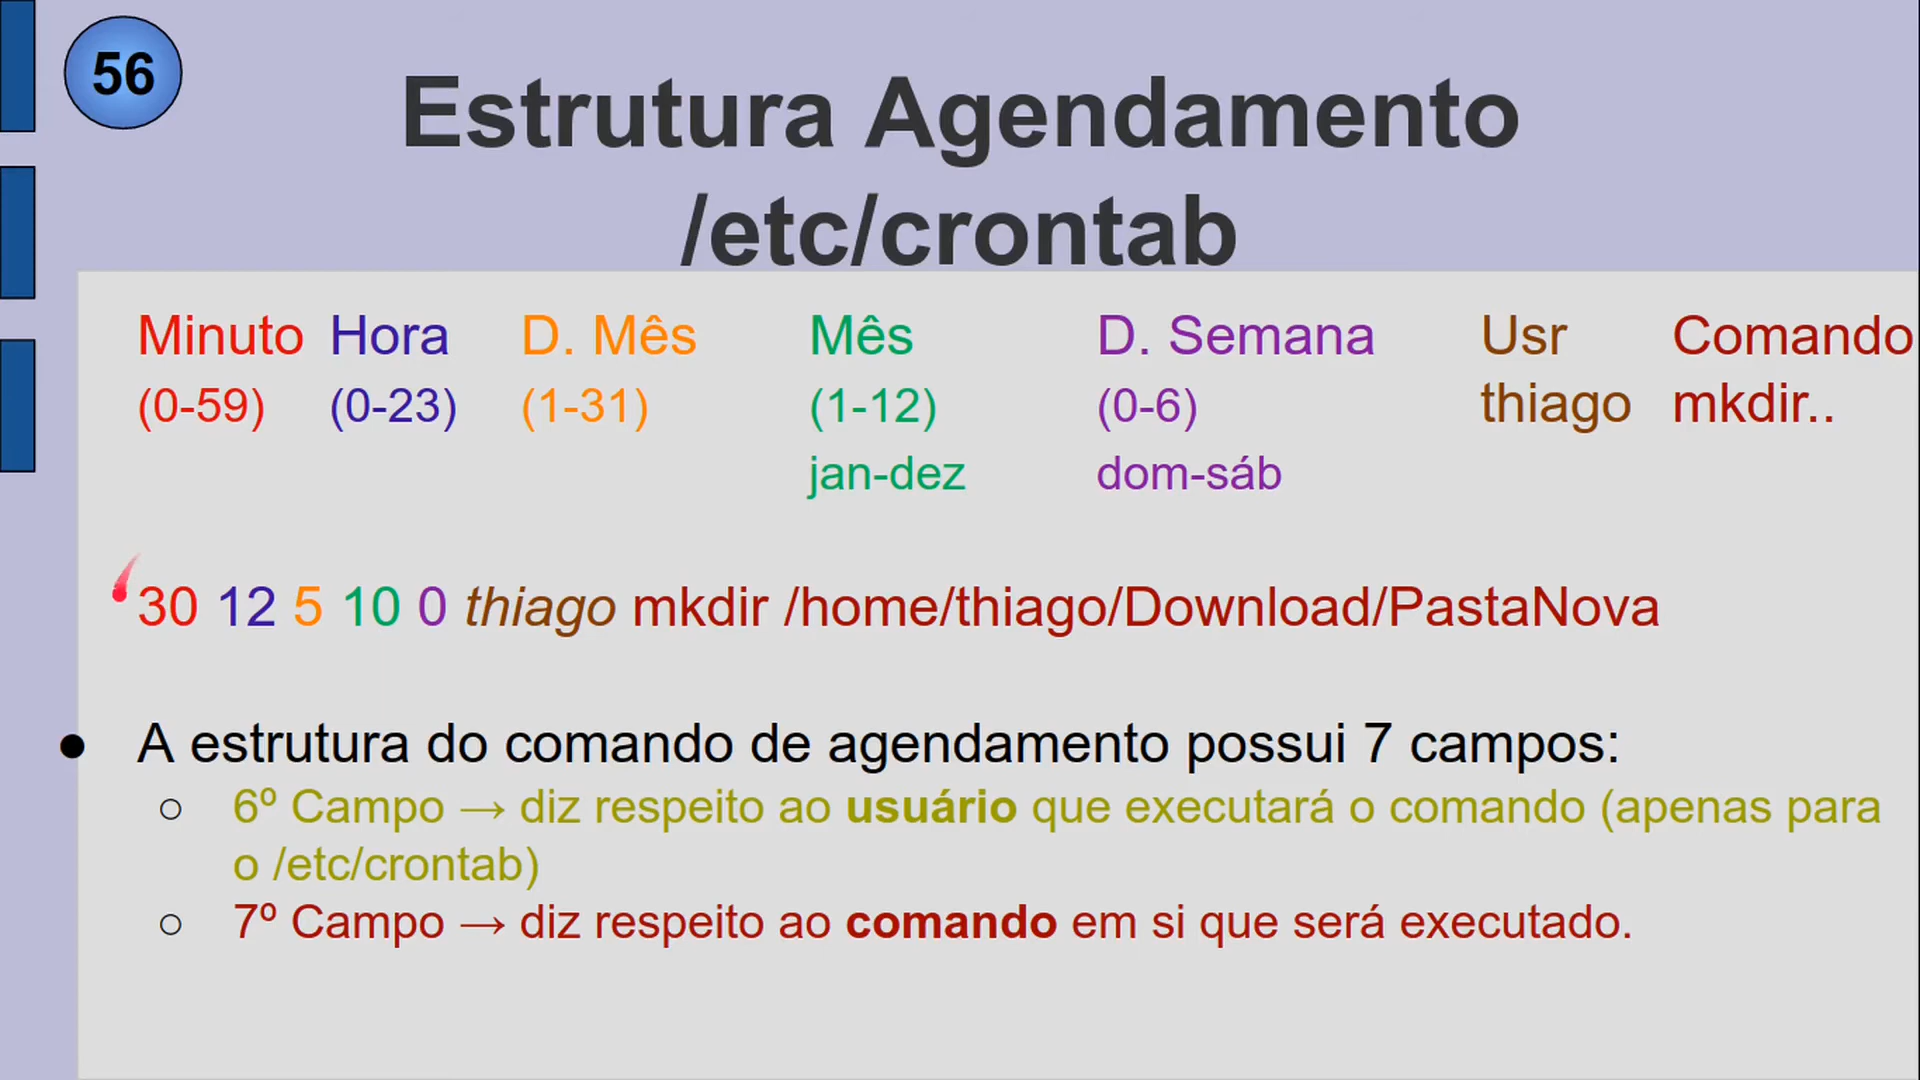 56
Estrutura Agendamento
/etc/crontab
Minuto Hora D. Mês Mês D. Semana Usr Comando
(0-59) (0-23) (1-31) (1-12) (0-6) thiago mkdir..
jan-dez dom-sáb
30 12 5 10 0 thiago mkdir /home/thiago/Download/PastaNova
● A estrutura do comando de agendamento possui 7 campos:
○ 6º Campo → diz respeito ao usuário que executará o comando (apenas para
o /etc/crontab)
○ 7º Campo → diz respeito ao comando em si que será executado.